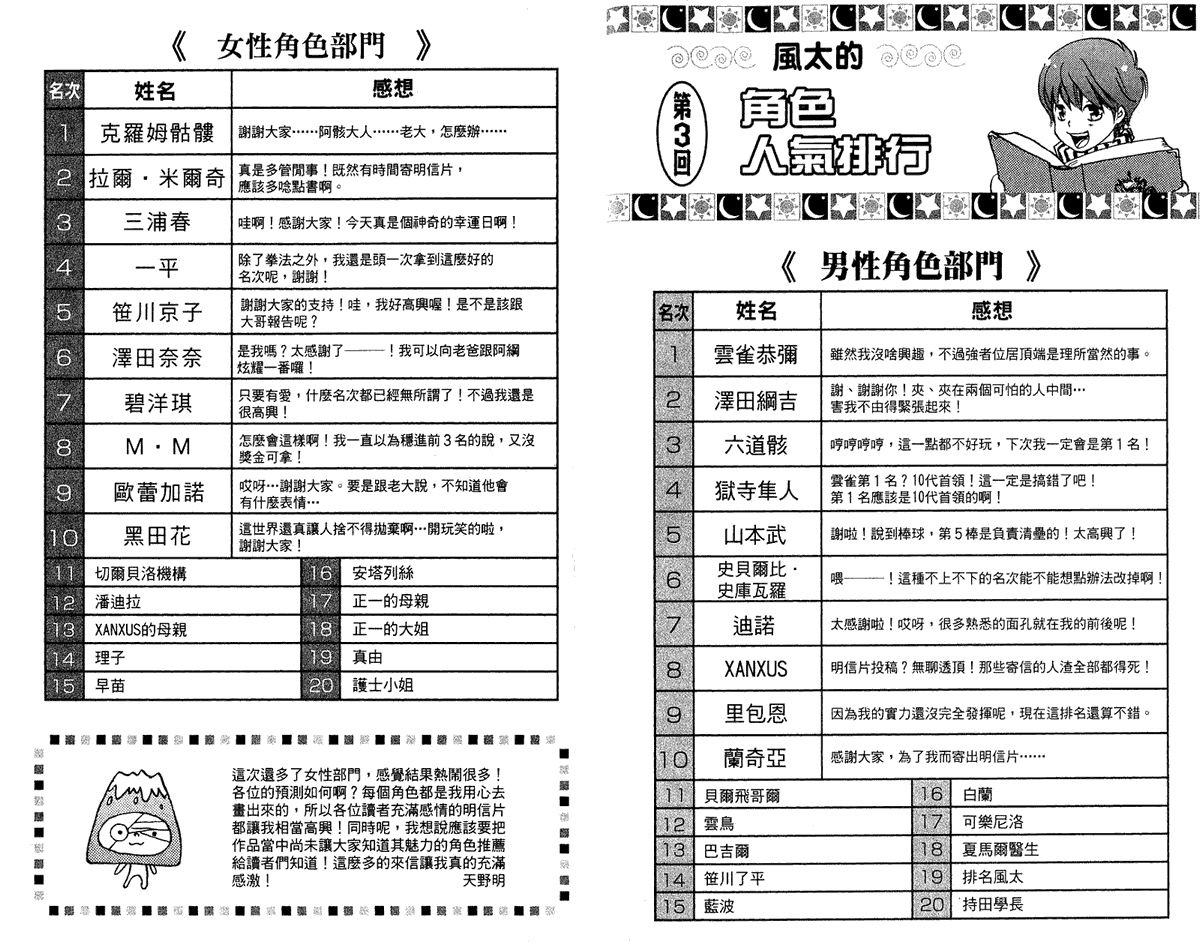 風太的
第3回
角色
人氣排行
《 男性角色部門 》
名次 姓名 感想
1 雲雀恭彌 雖然我沒啥興趣，不過強者位居頂端是理所當然的事。
2 澤田綱吉 謝、謝謝你！夾、夾在兩個可怕的人中間…
害我不由得緊張起來！
3 六道骸 哼哼哼哼，這一點都不好玩，下次我一定會是第1名！
4 獄寺隼人 雲雀第1名？10代首領！這一定是搞錯了吧！
第1名應該是10代首領的啊！
5 山本武 謝啦！說到棒球，第5棒是負責清壘的！太高興了！
6 史貝爾比・
史庫瓦羅 喂———！這種不上不下的名次能不能想點辦法改掉啊！
7 迪諾 太感謝啦！哎呀，很多熟悉的面孔就在我的前後呢！
8 XANXUS 明信片投稿？無聊透頂！那些寄信的人渣全部都得死！
9 里包恩 因為我的實力還沒完全發揮呢，現在這排名還算不錯。
10 蘭奇亞 感謝大家，為了我而寄出明信片……
11 貝爾飛哥爾 16 白蘭
12 雲鳥 17 可樂尼洛
13 巴吉爾 18 夏馬爾醫生
14 笹川了平 19 排名風太
15 藍波 20 持田學長
《 女性角色部門 》
名次 姓名 感想
1 克羅姆骷髏 謝謝大家……阿骸大人……老大，怎麼辦……
2 拉爾・米爾奇 真是多管閒事！既然有時間寄明信片，
應該多唸點書啊。
3 三浦春 哇啊！感謝大家！今天真是個神奇的幸運日啊！
4 一平 除了拳法之外，我還是頭一次拿到這麼好的
名次呢，謝謝！
5 笹川京子 謝謝大家的支持！哇，我好高興喔！是不是該跟
大哥報告呢？
6 澤田奈奈 是我嗎？太感謝了———！我可以向老爸跟阿綱
炫耀一番囉！
7 碧洋琪 只要有愛，什麼名次都已經無所謂了！不過我還是
很高興！
8 M・M 怎麼會這樣啊！我一直以為穩進前3名的說，又沒
獎金可拿！
9 歐蕾加諾 哎呀…謝謝大家。要是跟老大說，不知道他會
有什麼表情…
10 黑田花 這世界還真讓人捨不得拋棄啊…開玩笑的啦，
謝謝大家！
11 切爾貝洛機構 16 安塔列絲
12 潘迪拉 17 正一的母親
13 XANXUS的母親 18 正一的大姐
14 理子 19 真由
15 早苗 20 護士小姐
這次還多了女性部門，感覺結果熱鬧很多！
各位的預測如何啊？每個角色都是我用心去
畫出來的，所以各位讀者充滿感情的明信片
都讓我相當高興！同時呢，我想說應該要把
作品當中尚未讓大家知道其魅力的角色推薦
給讀者們知道！這麼多的來信讓我真的充滿
感激！ 天野明